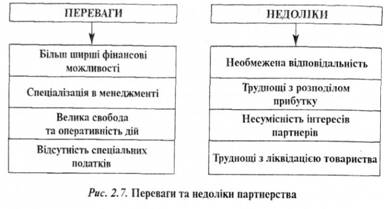 ПЕРЕВАГИ
Більш ширші фінансові
можливості
Спеціалізація в менеджменті
Велика свобода
та оперативність дій
Відсутність спеціальних
податків
НЕДОЛІКИ
Необмежена відповідальність
Труднощі з розподілом
прибутку
Несумісність інтересів
партнерів
Труднощі з ліквідацією товариства
Рис. 2.7. Переваги та недоліки партнерства